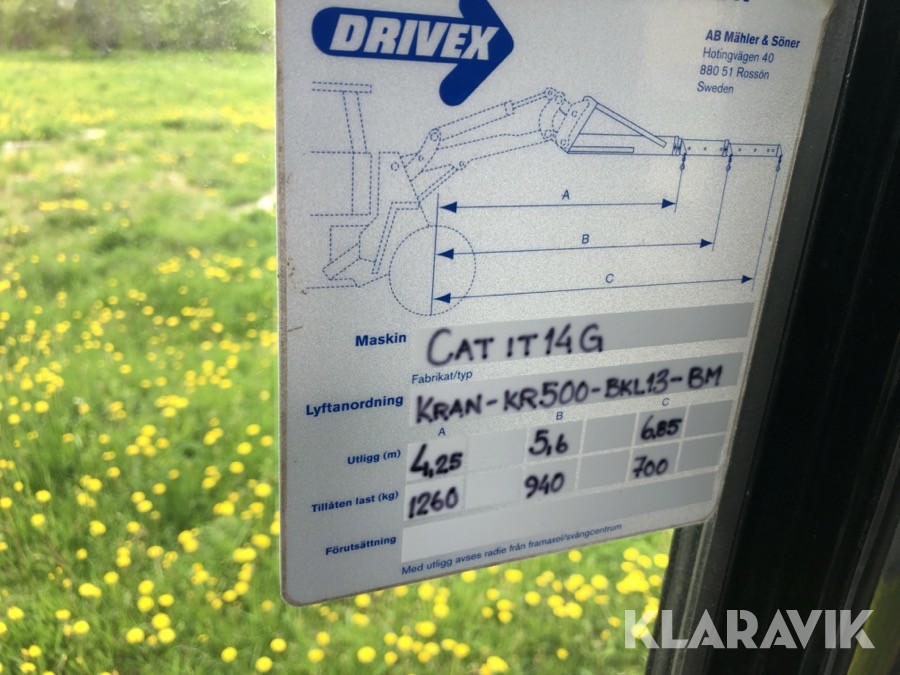 DRIVEX
AB Mähler & Söner
Hotingvägen 40
880 51 Rossön
Sweden
A
B
C
Maskin CAT IT14G
Fabrikat/typ
Lyftanordning KRAN-KR500-BKL13-BM
A B C
Utligg (m) 4,25 5,6 6,85
Tillåten last (kg) 1260 940 700
Förutsättning
Med utligg avses radie från framaxel/svängcentrum
KLARAVIK